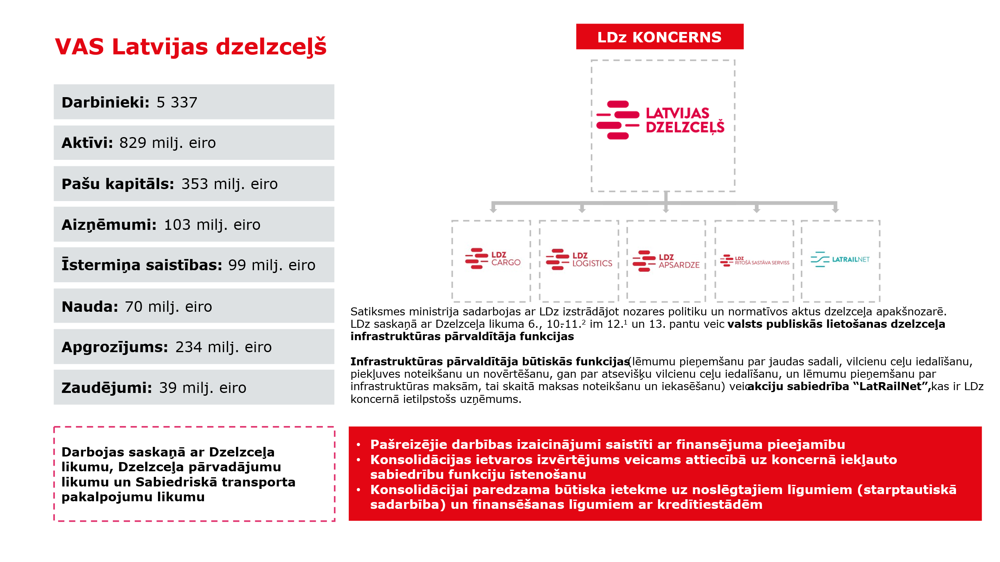 VAS Latvijas dzelzceļš
Darbinieki: 5 337
Aktīvi: 829 milj. eiro
Pašu kapitāls: 353 milj. eiro
Aizņēmumi: 103 milj. eiro
Īstermiņa saistības: 99 milj. eiro
Nauda: 70 milj. eiro
Apgrozījums: 234 milj. eiro
Zaudējumi: 39 milj. eiro
Darbojas saskaņā ar Dzelzceļa
likumu, Dzelzceļa pārvadājumu
likumu un Sabiedriskā transporta
pakalpojumu likumu
LDz KONCERNS
LATVIJAS
DZELZCEĻŠ
LDZ
CARGO
LDZ
LOGISTICS
LDZ
APSARDZE
LDZ
RITOŠĀ SASTĀVA SERVISS
LATRAILNET
Satiksmes ministrija sadarbojas ar LDz izstrādājot nozares politiku un normatīvos aktus dzelzceļa apakšnozarē.
LDz saskaņā ar Dzelzceļa likuma 6., 10.-11.² im 12.¹ un 13. pantu veic valsts publiskās lietošanas dzelzceļa
infrastruktūras pārvaldītāja funkcijas
Infrastruktūras pārvaldītāja būtiskās funkcijas (lēmumu pieņemšanu par jaudas sadali, vilcienu ceļu iedalīšanu,
piekļuves noteikšanu un novērtēšanu, gan par atsevišķu vilcienu ceļu iedalīšanu, un lēmumu pieņemšanu par
infrastruktūras maksām, tai skaitā maksas noteikšanu un iekasēšanu) veic akciju sabiedrība “LatRailNet”, kas ir LDz
koncernā ietilpstošs uzņēmums.
• Pašreizējie darbības izaicinājumi saistīti ar finansējuma pieejamību
• Konsolidācijas ietvaros izvērtējums veicams attiecībā uz koncernā iekļauto
sabiedrību funkciju īstenošanu
• Konsolidācijai paredzama būtiska ietekme uz noslēgtajiem līgumiem (starptautiskā
sadarbība) un finansēšanas līgumiem ar kredītiestādēm